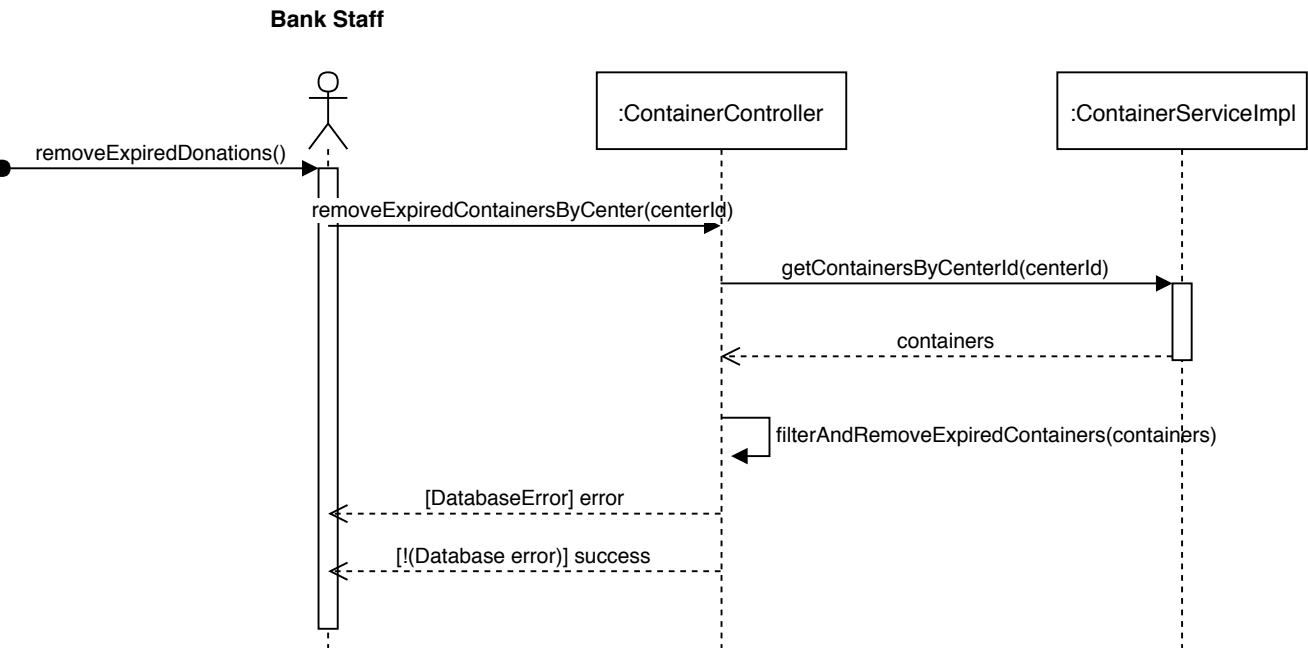 Bank Staff
:ContainerController
:ContainerServiceImpl
removeExpiredDonations()
removeExpiredContainersByCenter(centerId)
getContainersByCenterId(centerId)
containers
filterAndRemoveExpiredContainers(containers)
[DatabaseError] error
[!(Database error)] success